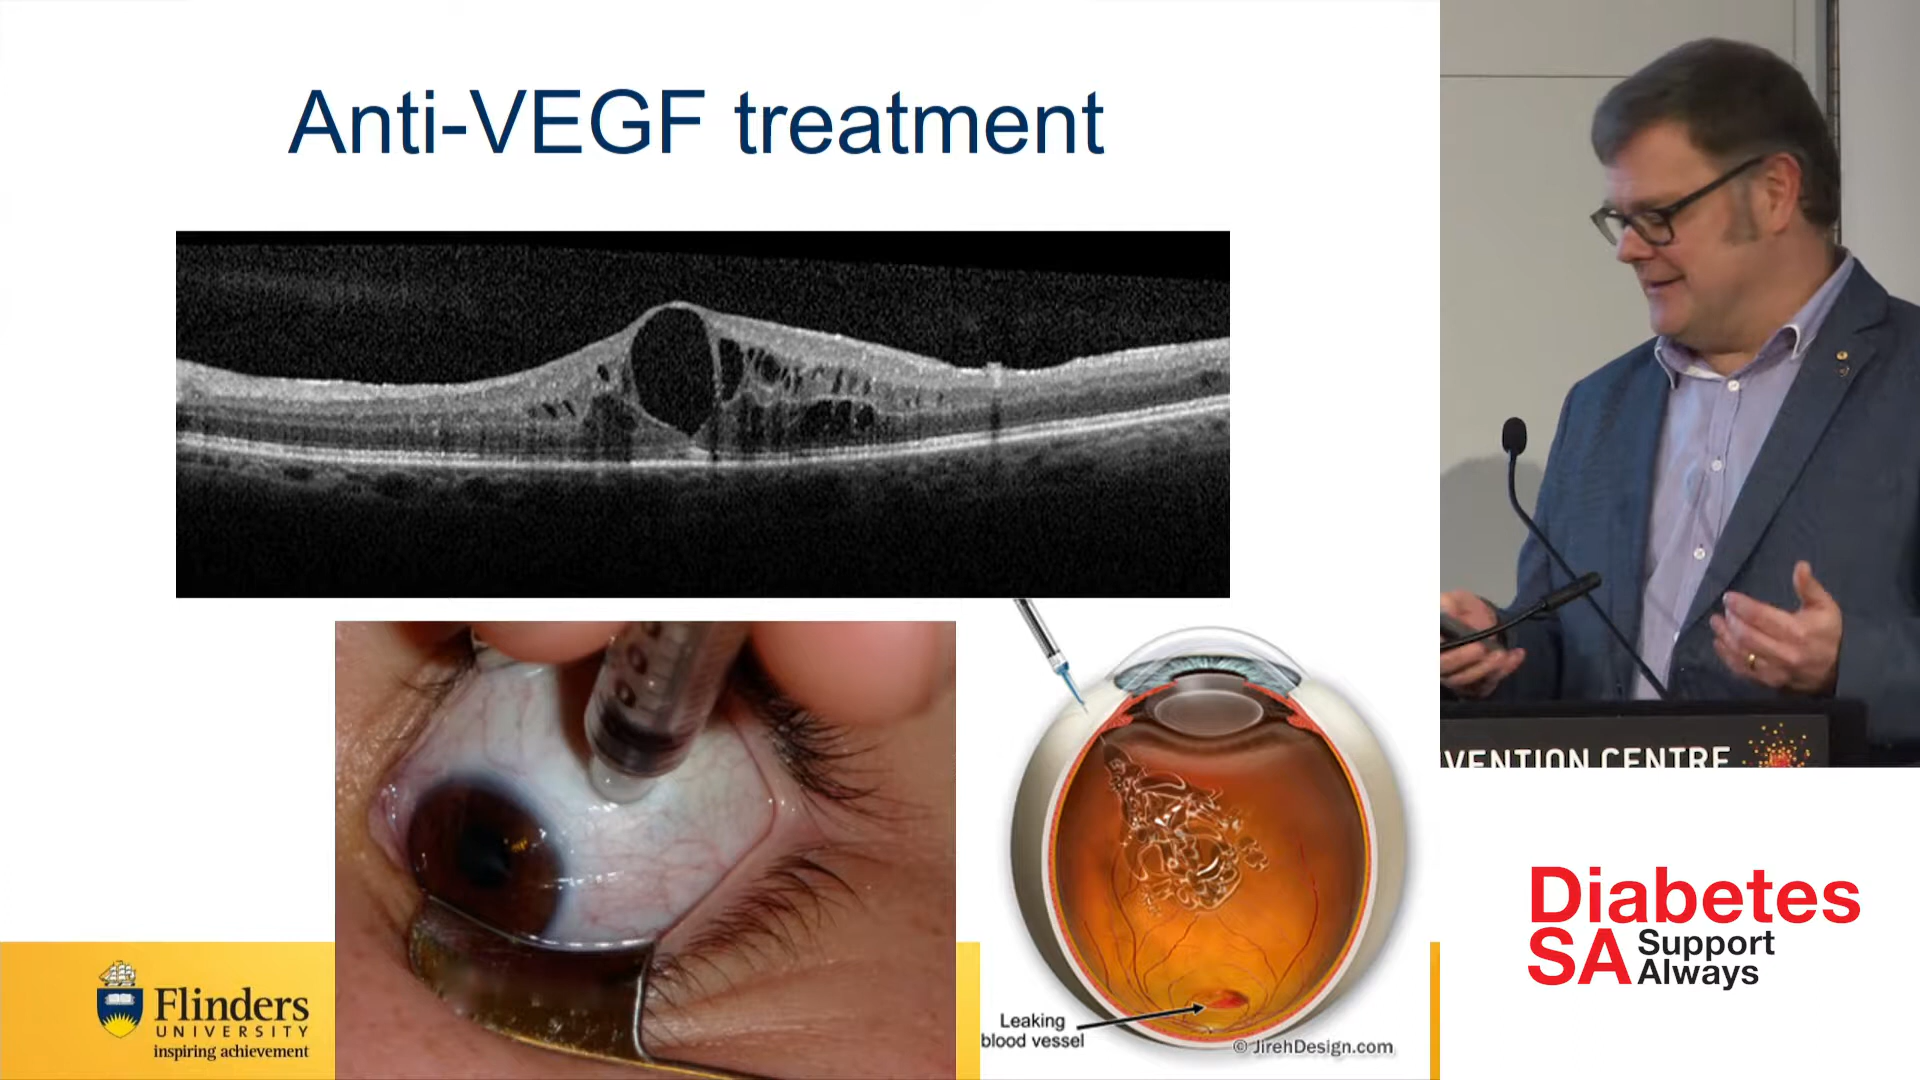 Anti-VEGF treatment
Leaking
blood vessel
© JirehDesign.com
Flinders
UNIVERSITY
inspiring achievement
VENTION CENTRE
Diabetes
SA Support
Always